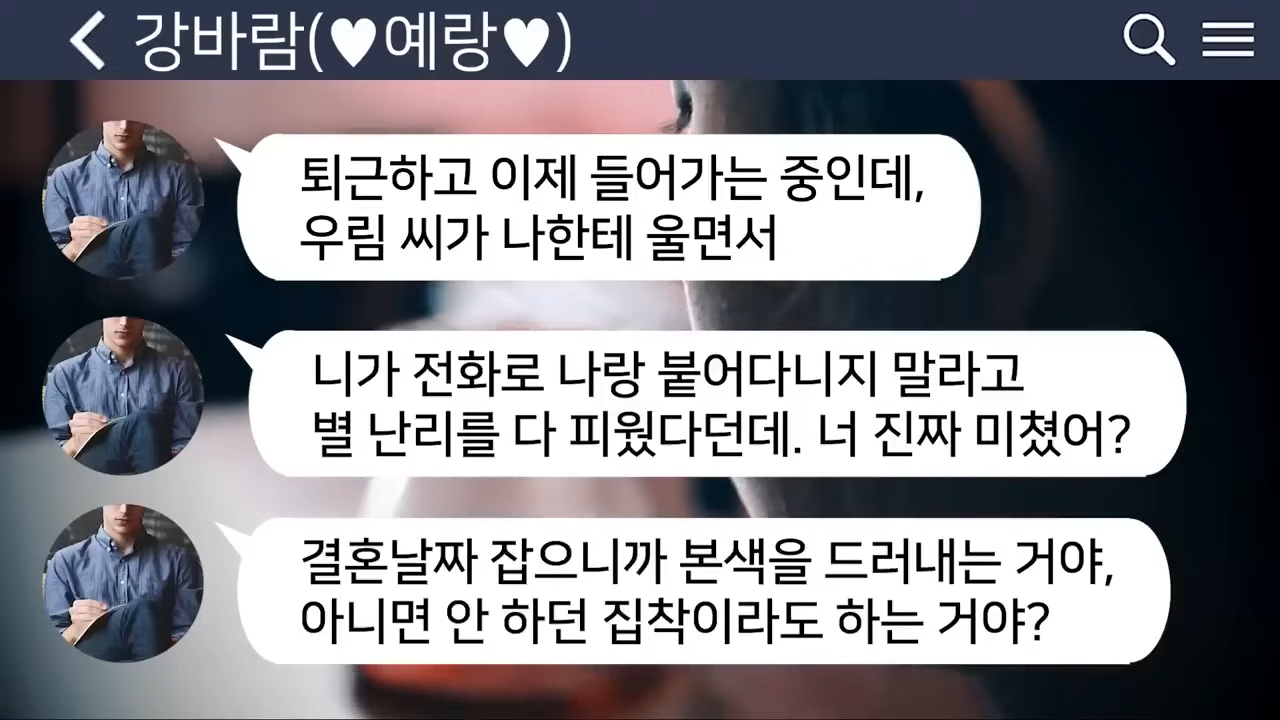 강바람(♥예랑♥)
퇴근하고 이제 들어가는 중인데,
우림 씨가 나한테 울면서
니가 전화로 나랑 붙어다니지 말라고
별 난리를 다 피웠다던데. 너 진짜 미쳤어?
결혼날짜 잡으니까 본색을 드러내는 거야,
아니면 안 하던 집착이라도 하는 거야?